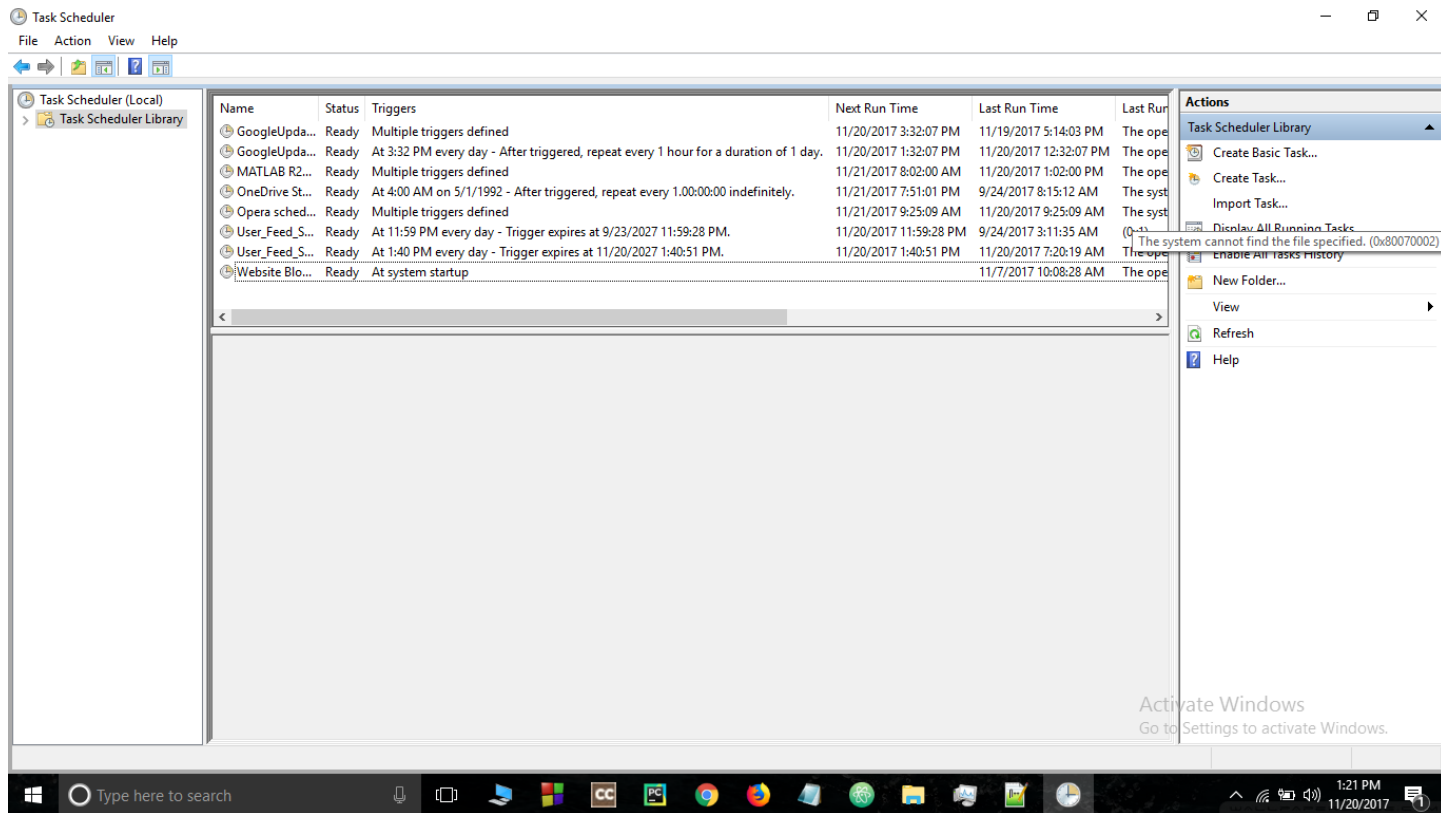 Task Scheduler
File Action View Help
Task Scheduler (Local)
Task Scheduler Library
Name Status Triggers Next Run Time Last Run Time Last Run
GoogleUpda... Ready Multiple triggers defined 11/20/2017 3:32:07 PM 11/19/2017 5:14:03 PM The ope
GoogleUpda... Ready At 3:32 PM every day - After triggered, repeat every 1 hour for a duration of 1 day. 11/20/2017 1:32:07 PM 11/20/2017 12:32:07 PM The ope
MATLAB R2... Ready Multiple triggers defined 11/21/2017 8:02:00 AM 11/20/2017 1:02:00 PM The ope
OneDrive St... Ready At 4:00 AM on 5/1/1992 - After triggered, repeat every 1.00:00:00 indefinitely. 11/21/2017 7:51:01 PM 9/24/2017 8:15:12 AM The syst
Opera sched... Ready Multiple triggers defined 11/21/2017 9:25:09 AM 11/20/2017 9:25:09 AM The syst
User_Feed_S... Ready At 11:59 PM every day - Trigger expires at 9/23/2027 11:59:28 PM. 11/20/2017 11:59:28 PM 9/24/2017 3:11:35 AM
User_Feed_S... Ready At 1:40 PM every day - Trigger expires at 11/20/2027 1:40:51 PM. 11/20/2017 1:40:51 PM 11/20/2017 7:20:19 AM The ope
Website Blo... Ready At system startup 11/7/2017 10:08:28 AM The ope
Actions
Task Scheduler Library
Create Basic Task...
Create Task...
Import Task...
Display All Running Tasks
The system cannot find the file specified. (0x80070002)
Enable All Tasks History
New Folder...
View
Refresh
Help
Activate Windows
Go to Settings to activate Windows.
Type here to search
CC
PC
1:21 PM
11/20/2017
1